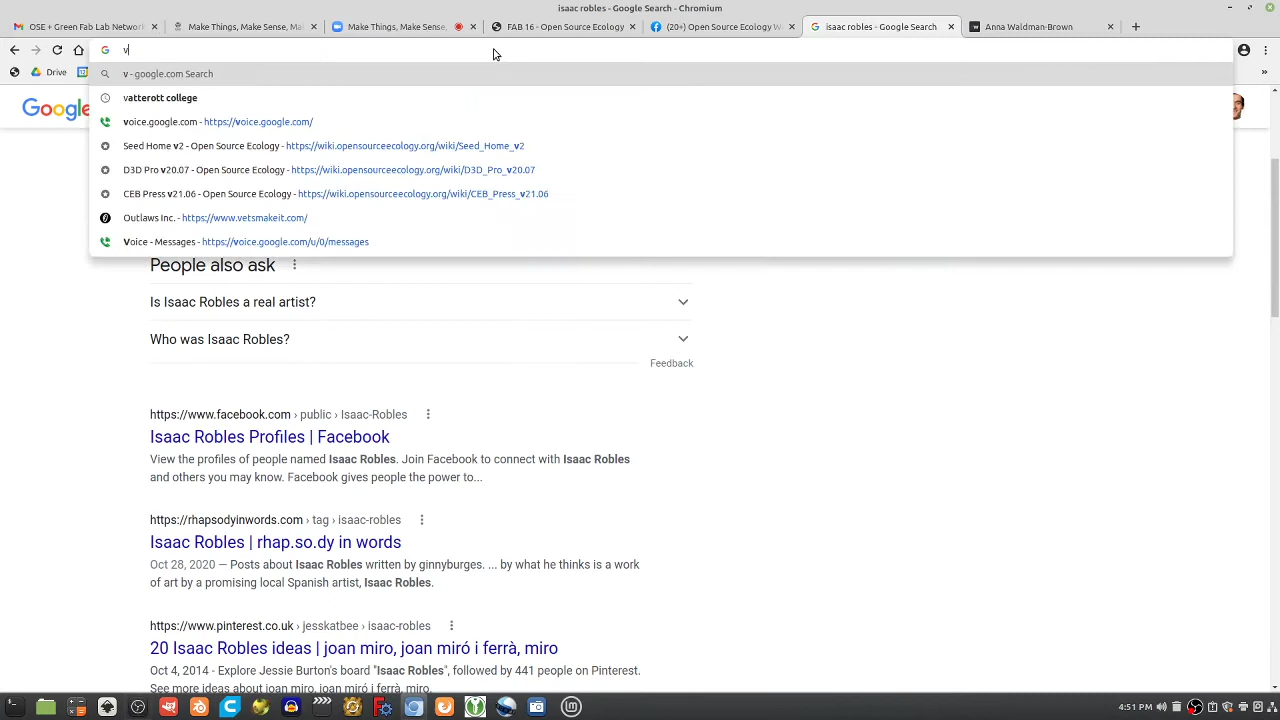 isaac robles - Google Search - Chromium
OSE + Green Fab Lab Network
Make Things, Make Sense, Mak
Make Things, Make Sense,
FAB 16 - Open Source Ecology
(20+) Open Source Ecology W
isaac robles - Google Search
Anna Waldman-Brown
v
Drive
v - google.com Search
vatterott college
voice.google.com - https://voice.google.com/
Seed Home v2 - Open Source Ecology - https://wiki.opensourceecology.org/wiki/Seed_Home_v2
D3D Pro v20.07 - Open Source Ecology - https://wiki.opensourceecology.org/wiki/D3D_Pro_v20.07
CEB Press v21.06 - Open Source Ecology - https://wiki.opensourceecology.org/wiki/CEB_Press_v21.06
Outlaws Inc. - https://www.vetsmakeit.com/
Voice - Messages - https://voice.google.com/u/0/messages
Google
People also ask
Is Isaac Robles a real artist?
Who was Isaac Robles?
Feedback
https://www.facebook.com › public › Isaac-Robles
Isaac Robles Profiles | Facebook
View the profiles of people named Isaac Robles. Join Facebook to connect with Isaac Robles
and others you may know. Facebook gives people the power to...
https://rhapsodyinwords.com › tag › isaac-robles
Isaac Robles | rhap.so.dy in words
Oct 28, 2020 — Posts about Isaac Robles written by ginnyburges. ... by what he thinks is a work
of art by a promising local Spanish artist, Isaac Robles.
https://www.pinterest.co.uk › jesskatbee › isaac-robles
20 Isaac Robles ideas | joan miro, joan miró i ferrà, miro
Oct 4, 2014 - Explore Jessie Burton's board "Isaac Robles", followed by 441 people on Pinterest.
See more ideas about joan miro, joan miró i ferrà, miro.
4:51 PM